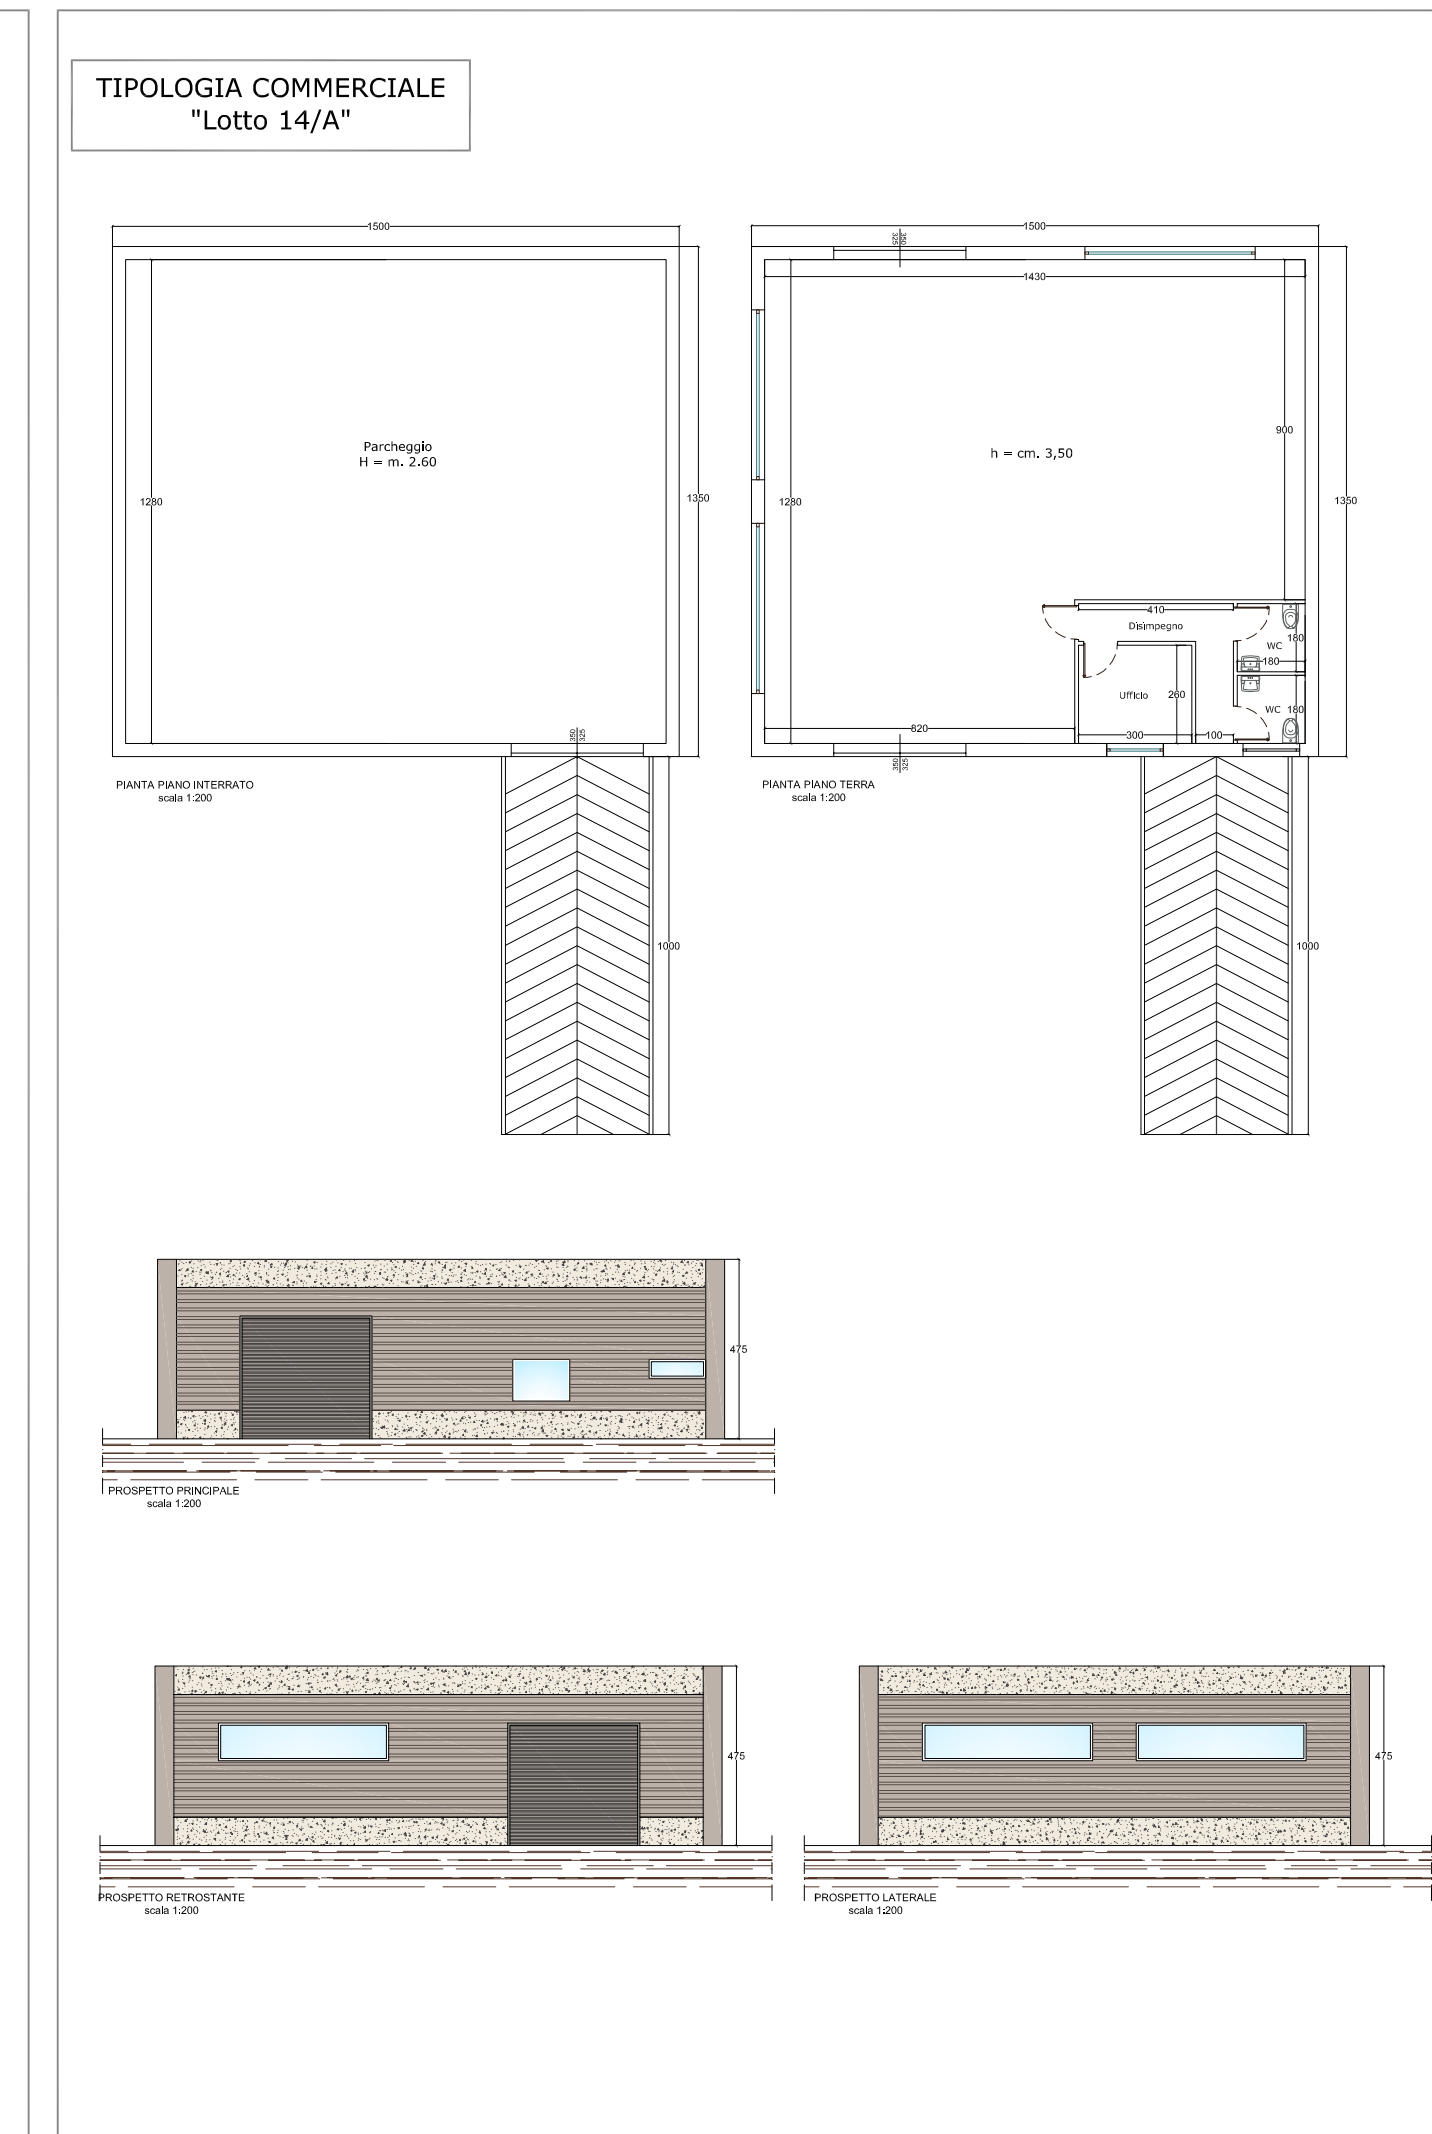 TIPOLOGIA COMMERCIALE
"Lotto 14/A"
1500
1280
Parcheggio
H = m. 2.60
1350
350
325
PIANTA PIANO INTERRATO
scala 1:200
1000
1500
350
325
1430
900
h = cm. 3,50
1280
1350
410
Disimpegno
WC
180
180
Ufficio
260
WC
180
820
300
100
350
325
PIANTA PIANO TERRA
scala 1:200
1000
475
PROSPETTO PRINCIPALE
scala 1:200
475
PROSPETTO RETROSTANTE
scala 1:200
475
PROSPETTO LATERALE
scala 1:200